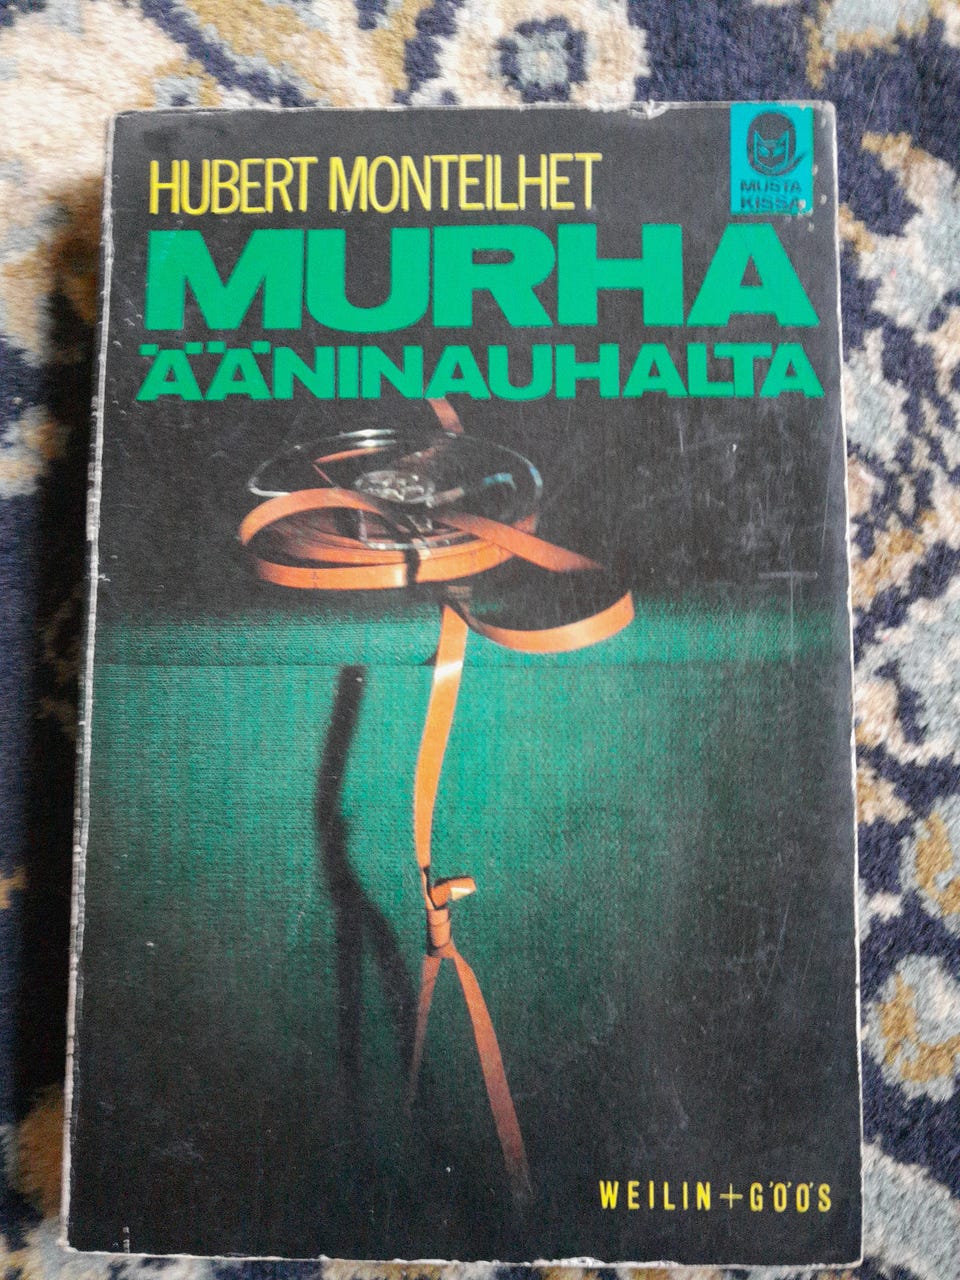 HUBERT MONTEILHET
MUSTA
KISSA
MURHA
ÄÄNINAUHALTA
WEILIN+GÖÖS